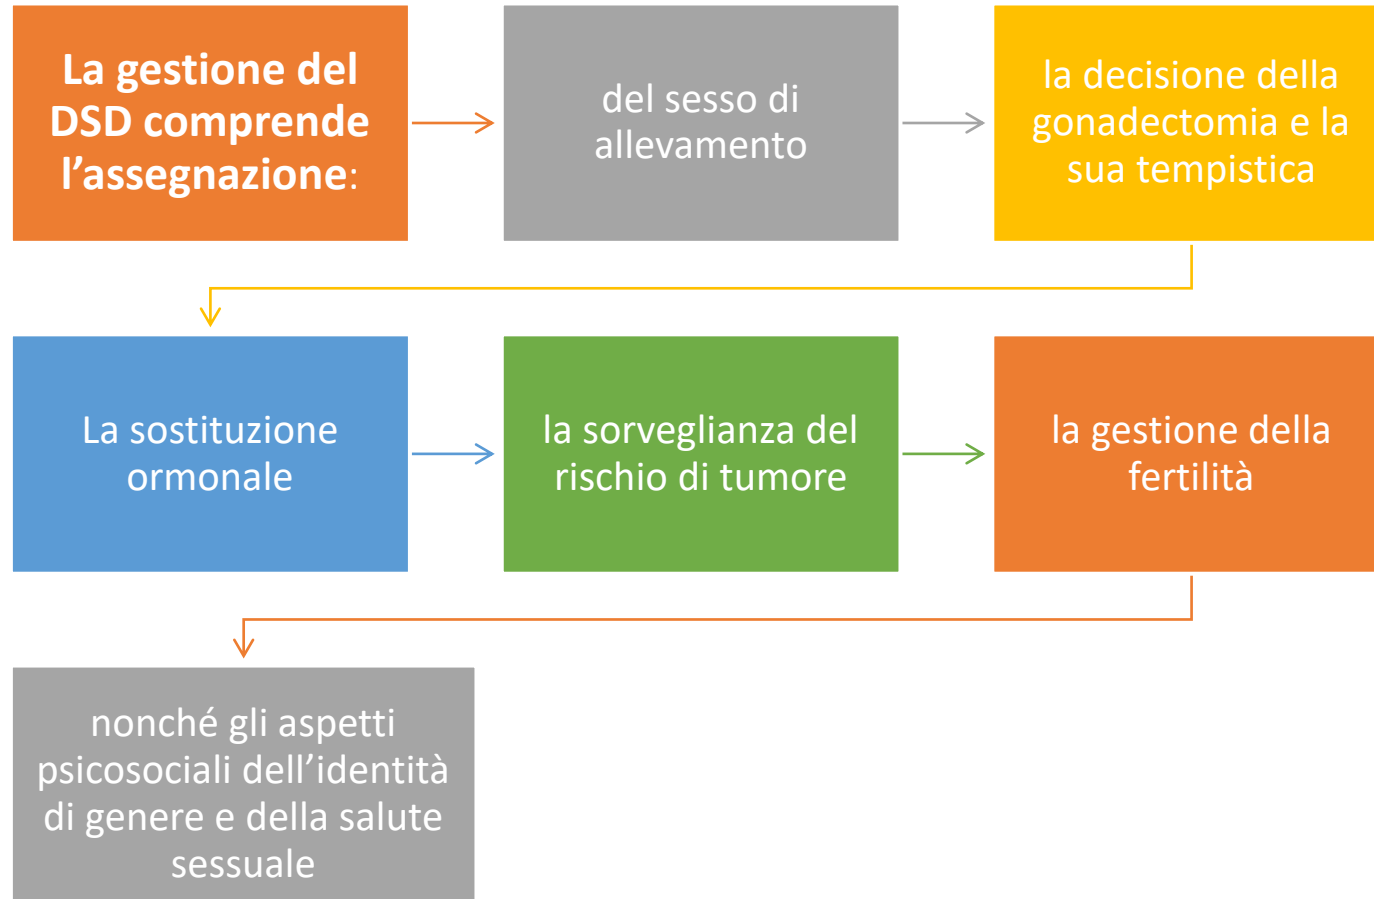 La gestione del
DSD comprende
l’assegnazione:
del sesso di
allevamento
la decisione della
gonadectomia e la
sua tempistica
La sostituzione
ormonale
la sorveglianza del
rischio di tumore
la gestione della
fertilità
nonché gli aspetti
psicosociali dell’identità
di genere e della salute
sessuale